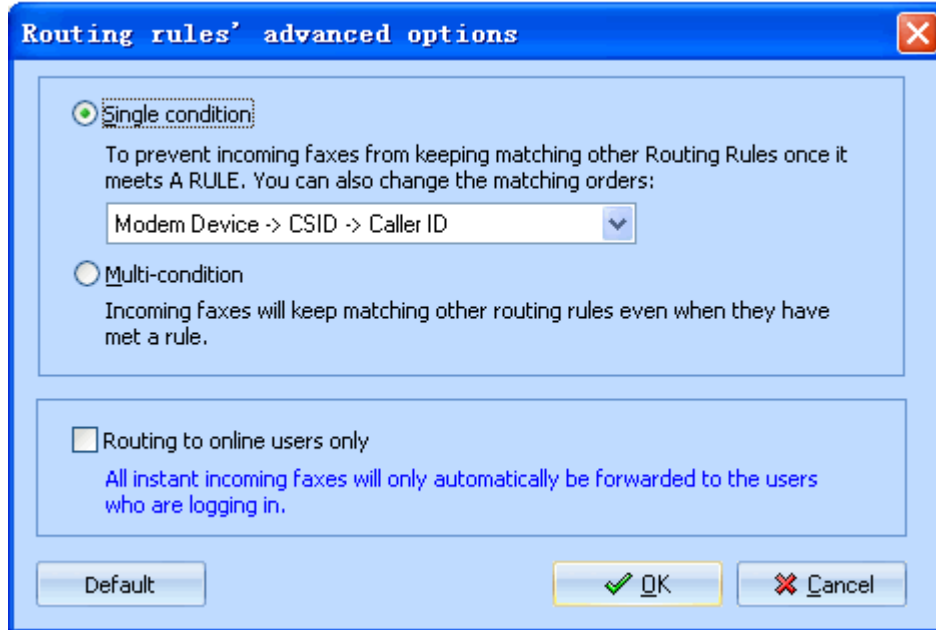 Routing rules' advanced options
Single condition
To prevent incoming faxes from keeping matching other Routing Rules once it
meets A RULE. You can also change the matching orders:
Modem Device -> CSID -> Caller ID
Multi-condition
Incoming faxes will keep matching other routing rules even when they have
met a rule.
Routing to online users only
All instant incoming faxes will only automatically be forwarded to the users
who are logging in.
Default
OK
Cancel